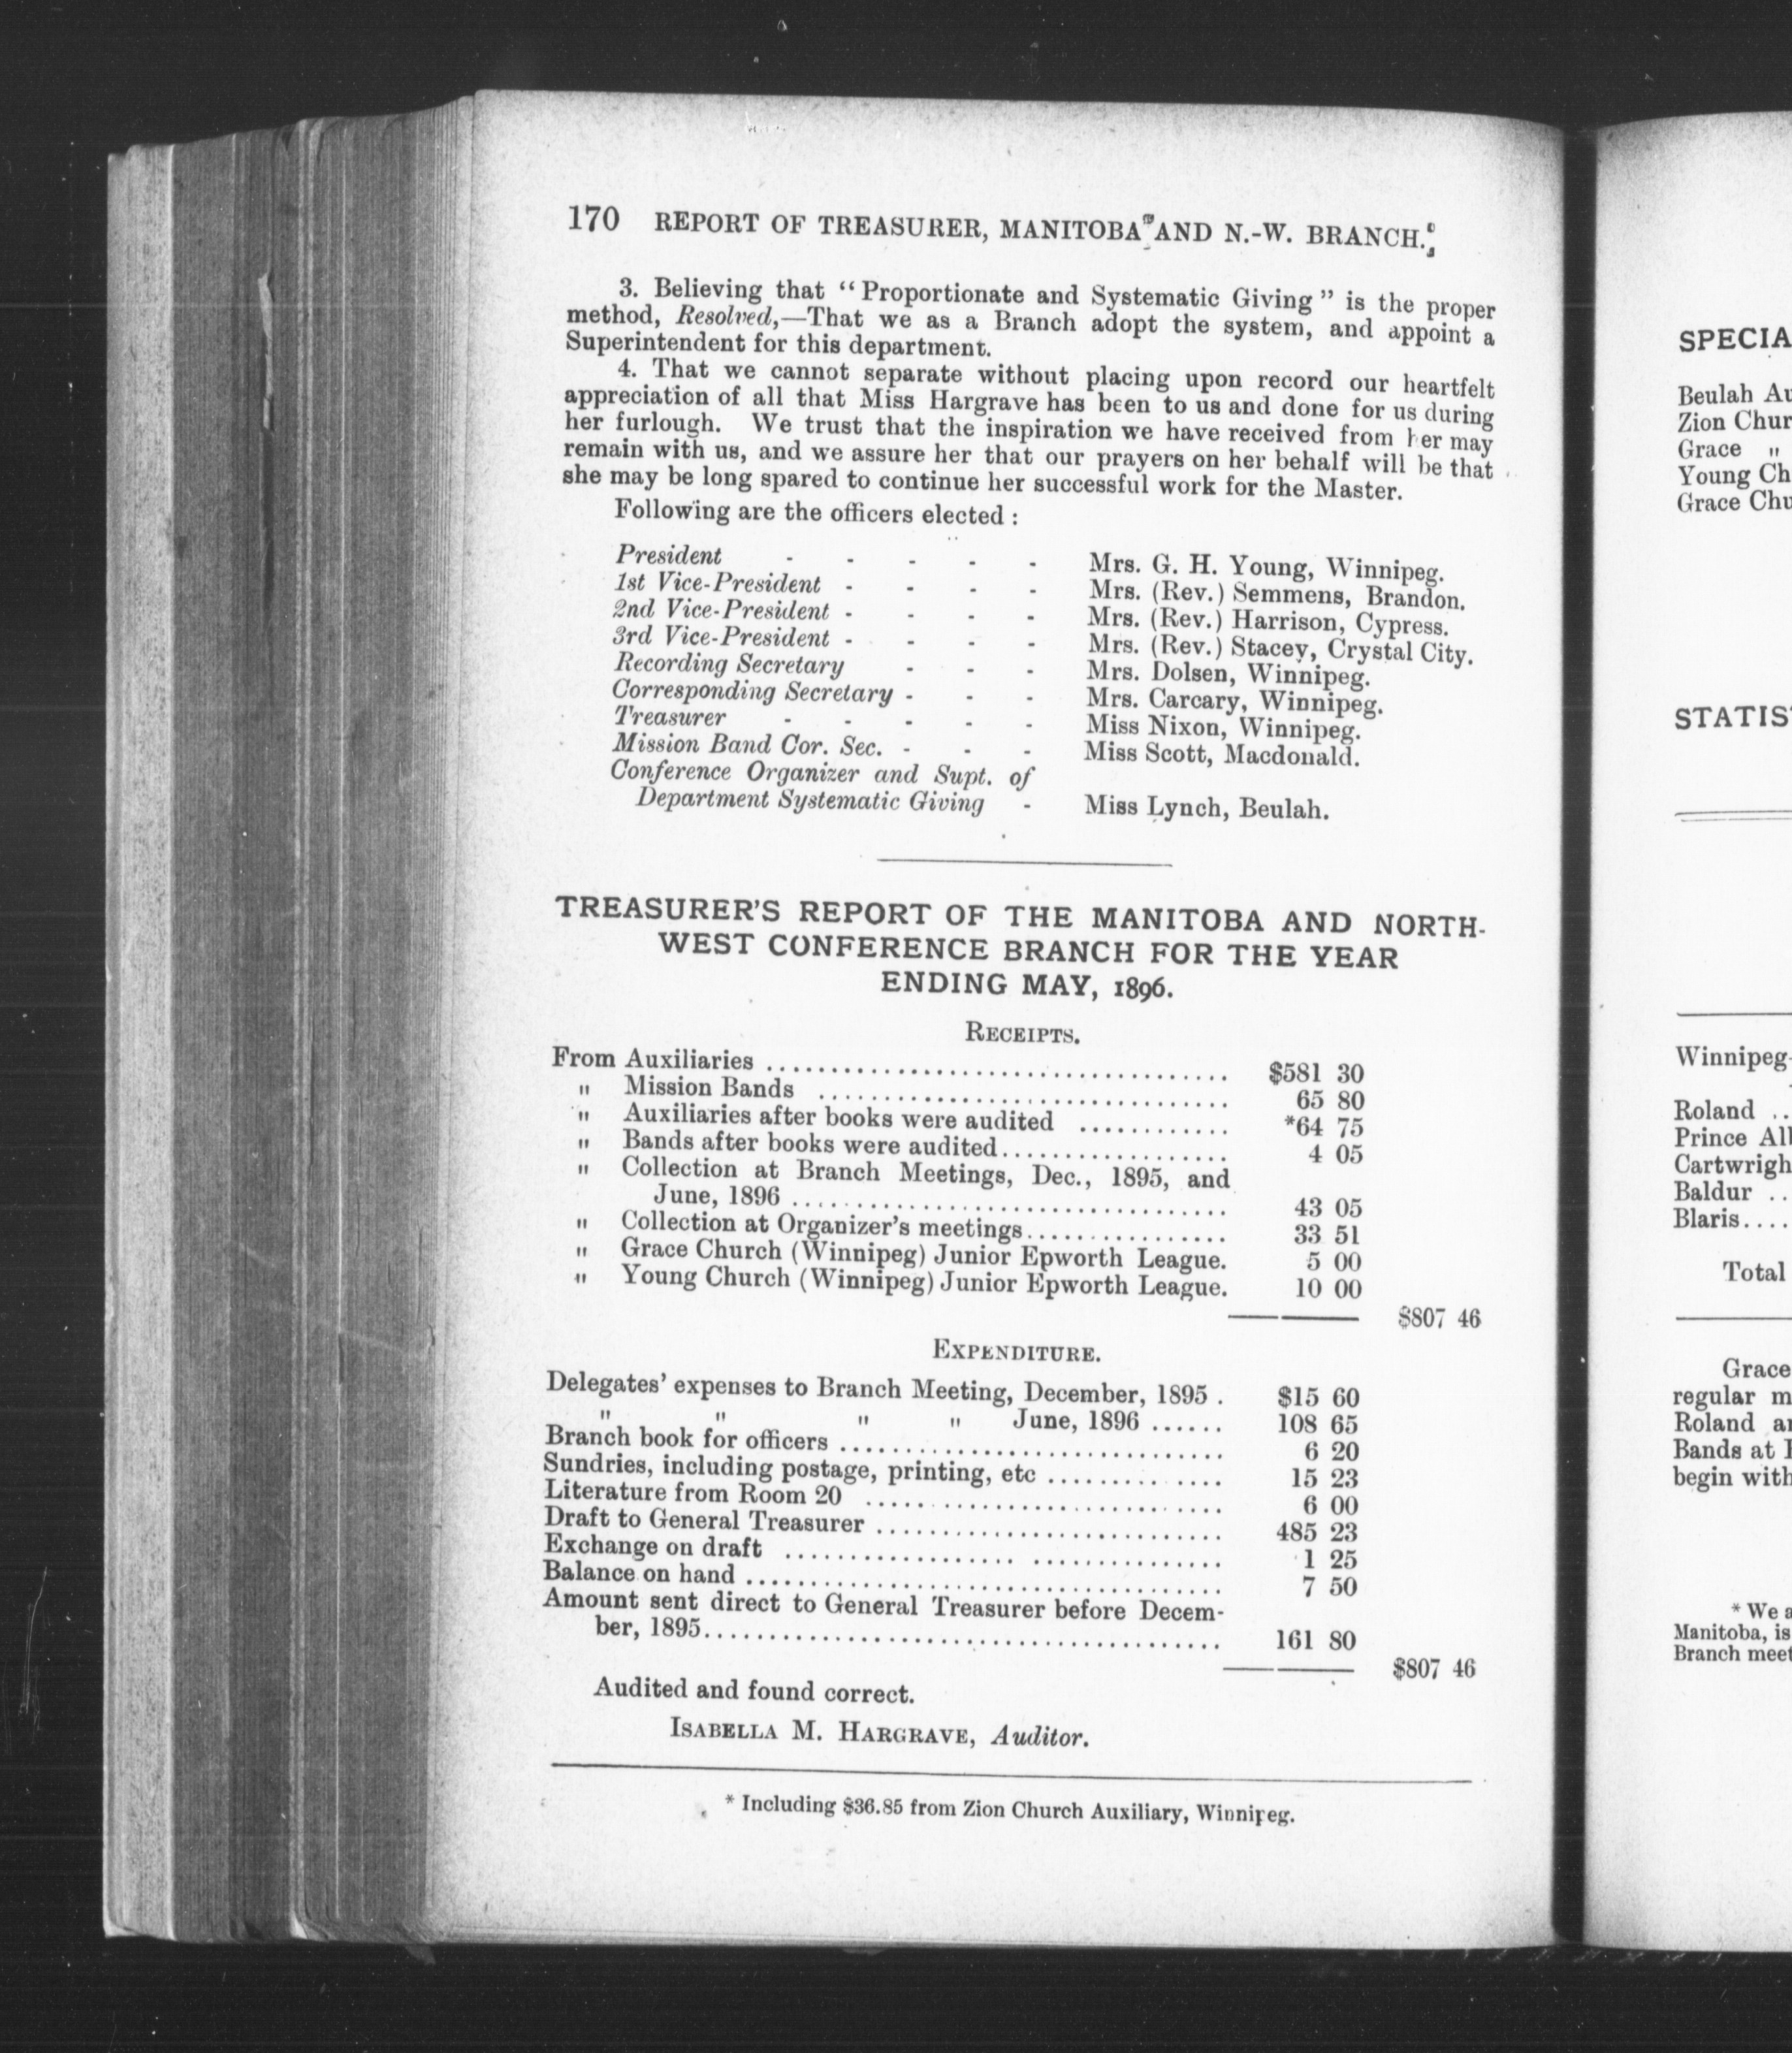 170 REPORT OF TREASURER, MANITOBA AND N.-W. BRANCH.
3. Believing that "Proportionate and Systematic Giving" is the proper
method, Resolved,—That we as a Branch adopt the system, and appoint a
Superintendent for this department.
4. That we cannot separate without placing upon record our heartfelt
appreciation of all that Miss Hargrave has been to us and done for us during
her furlough. We trust that the inspiration we have received from her may
remain with us, and we assure her that our prayers on her behalf will be that
she may be long spared to continue her successful work for the Master.
Following are the officers elected :
President - - - - - Mrs. G. H. Young, Winnipeg.
1st Vice-President - - - - Mrs. (Rev.) Semmens, Brandon.
2nd Vice-President - - - - Mrs. (Rev.) Harrison, Cypress.
3rd Vice-President - - - - Mrs. (Rev.) Stacey, Crystal City.
Recording Secretary - - - Mrs. Dolsen, Winnipeg.
Corresponding Secretary - - - Mrs. Carcary, Winnipeg.
Treasurer - - - - - Miss Nixon, Winnipeg.
Mission Band Cor. Sec. - - - Miss Scott, Macdonald.
Conference Organizer and Supt. of
Department Systematic Giving - Miss Lynch, Beulah.
TREASURER'S REPORT OF THE MANITOBA AND NORTH-
WEST CONFERENCE BRANCH FOR THE YEAR
ENDING MAY, 1896.
RECEIPTS.
From Auxiliaries .................................... $581 30
" Mission Bands ................................ 65 80
" Auxiliaries after books were audited ............ *64 75
" Bands after books were audited.................. 4 05
" Collection at Branch Meetings, Dec., 1895, and
June, 1896 .................................. 43 05
" Collection at Organizer's meetings................ 33 51
" Grace Church (Winnipeg) Junior Epworth League. 5 00
" Young Church (Winnipeg) Junior Epworth League. 10 00
$807 46
EXPENDITURE.
Delegates' expenses to Branch Meeting, December, 1895 . $15 60
" " " " June, 1896 ...... 108 65
Branch book for officers .............................. 6 20
Sundries, including postage, printing, etc .............. 15 23
Literature from Room 20 ............................ 6 00
Draft to General Treasurer ........................... 485 23
Exchange on draft .................................. 1 25
Balance on hand ..................................... 7 50
Amount sent direct to General Treasurer before Decem-
ber, 1895........................................ 161 80
$807 46
Audited and found correct.
ISABELLA M. HARGRAVE, Auditor.
* Including $36.85 from Zion Church Auxiliary, Winnipeg.
SPECIA
Beulah Au
Zion Chur
Grace "
Young Ch
Grace Chu
STATIS
Winnipeg
Roland ..
Prince Al
Cartwrigh
Baldur ..
Blaris....
Total
Grace
regular m
Roland a
Bands at
begin with
* We a
Manitoba, is
Branch meet